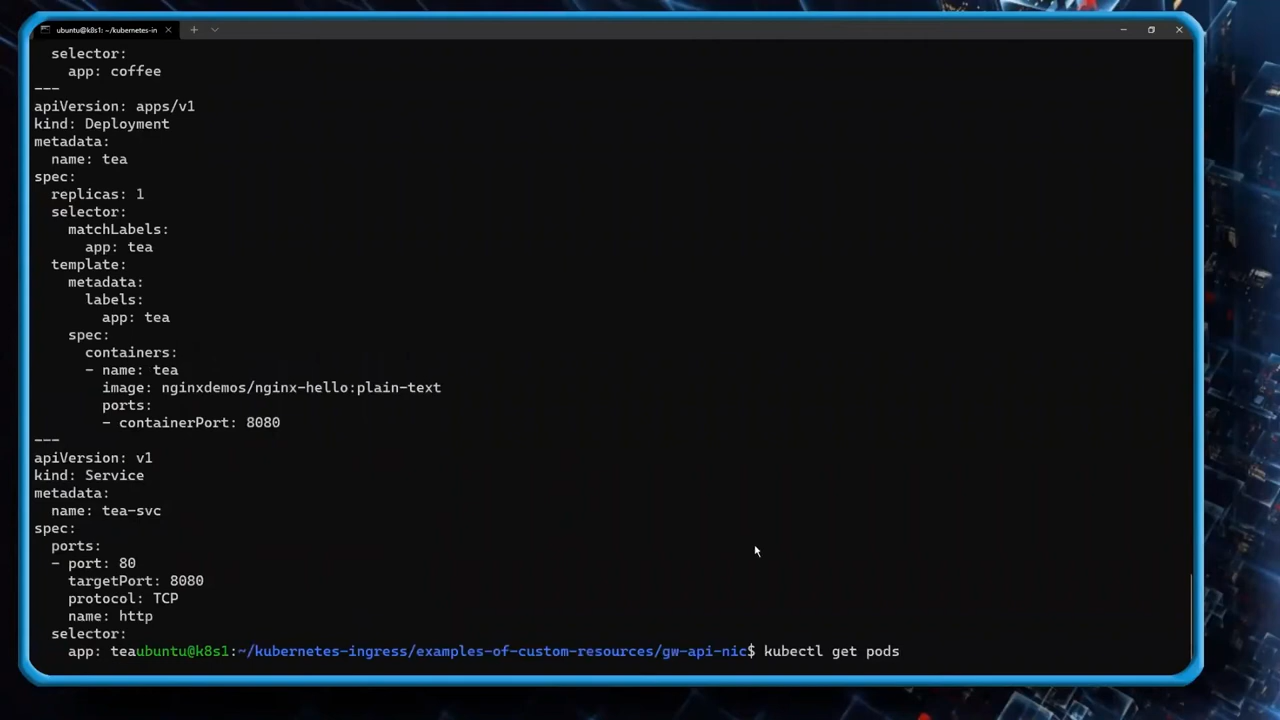 ubuntu@k8s1: ~/kubernetes-in
  selector:
    app: coffee
---
apiVersion: apps/v1
kind: Deployment
metadata:
  name: tea
spec:
  replicas: 1
  selector:
    matchLabels:
      app: tea
  template:
    metadata:
      labels:
        app: tea
    spec:
      containers:
      - name: tea
        image: nginxdemos/nginx-hello:plain-text
        ports:
        - containerPort: 8080
---
apiVersion: v1
kind: Service
metadata:
  name: tea-svc
spec:
  ports:
  - port: 80
    targetPort: 8080
    protocol: TCP
    name: http
  selector:
    app: teaubuntu@k8s1:~/kubernetes-ingress/examples-of-custom-resources/gw-api-nic$ kubectl get pods